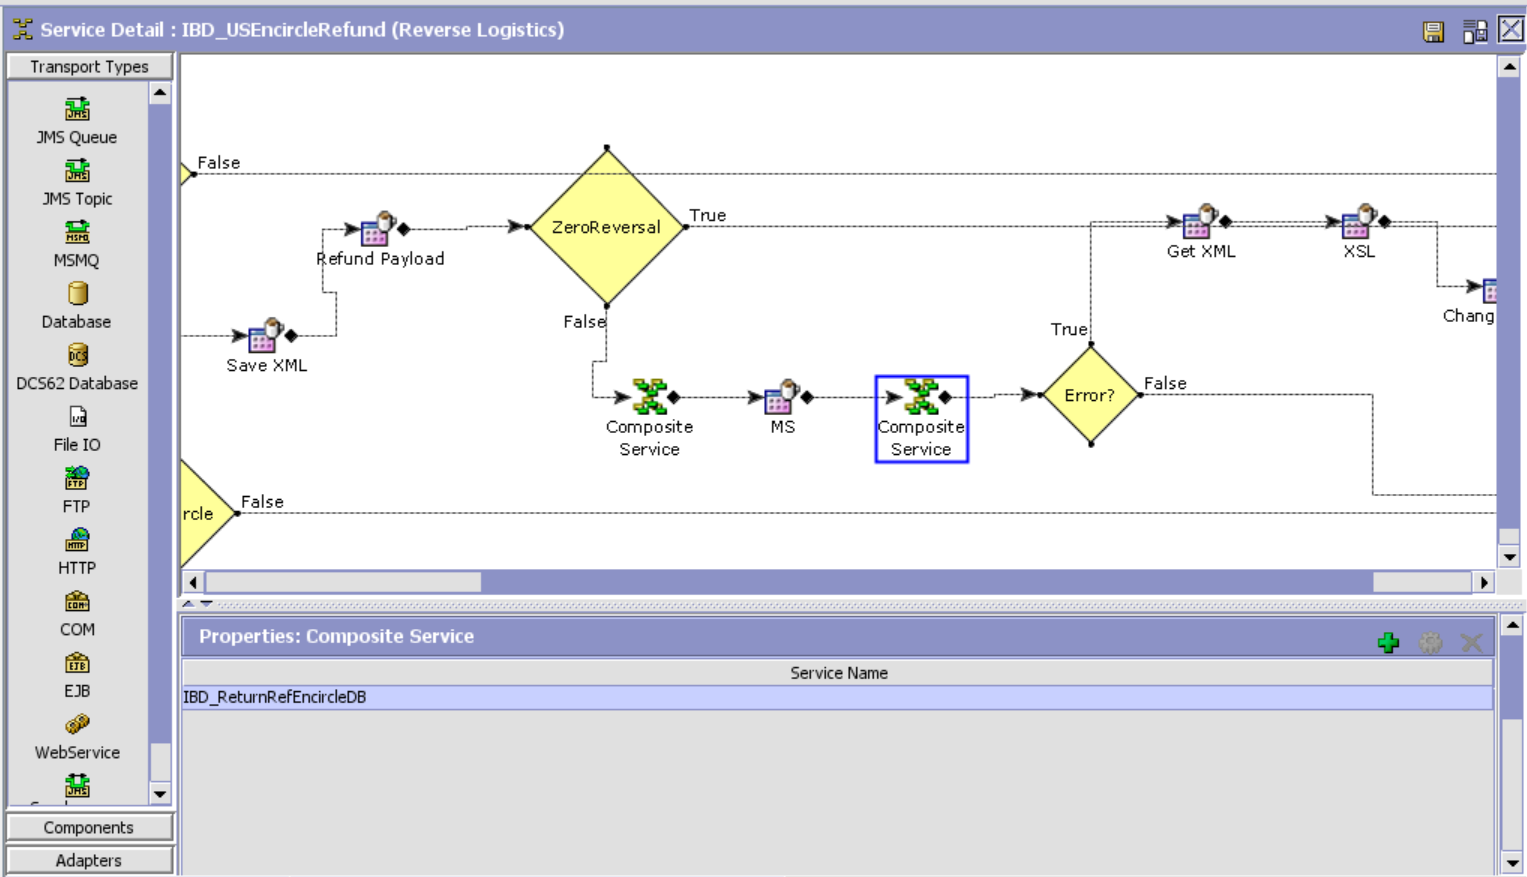 Service Detail : IBD_USEncircleRefund (Reverse Logistics)
Transport Types
JMS Queue
JMS Topic
MSMQ
Database
DCS62 Database
File IO
FTP
HTTP
COM
EJB
WebService
Components
Adapters
False
ZeroReversal
True
Refund Payload
Get XML
XSL
False
Chang
True
Save XML
Error?
False
Composite
Service
MS
Composite
Service
False
rcle
Properties: Composite Service
Service Name
IBD_ReturnRefEncircleDB